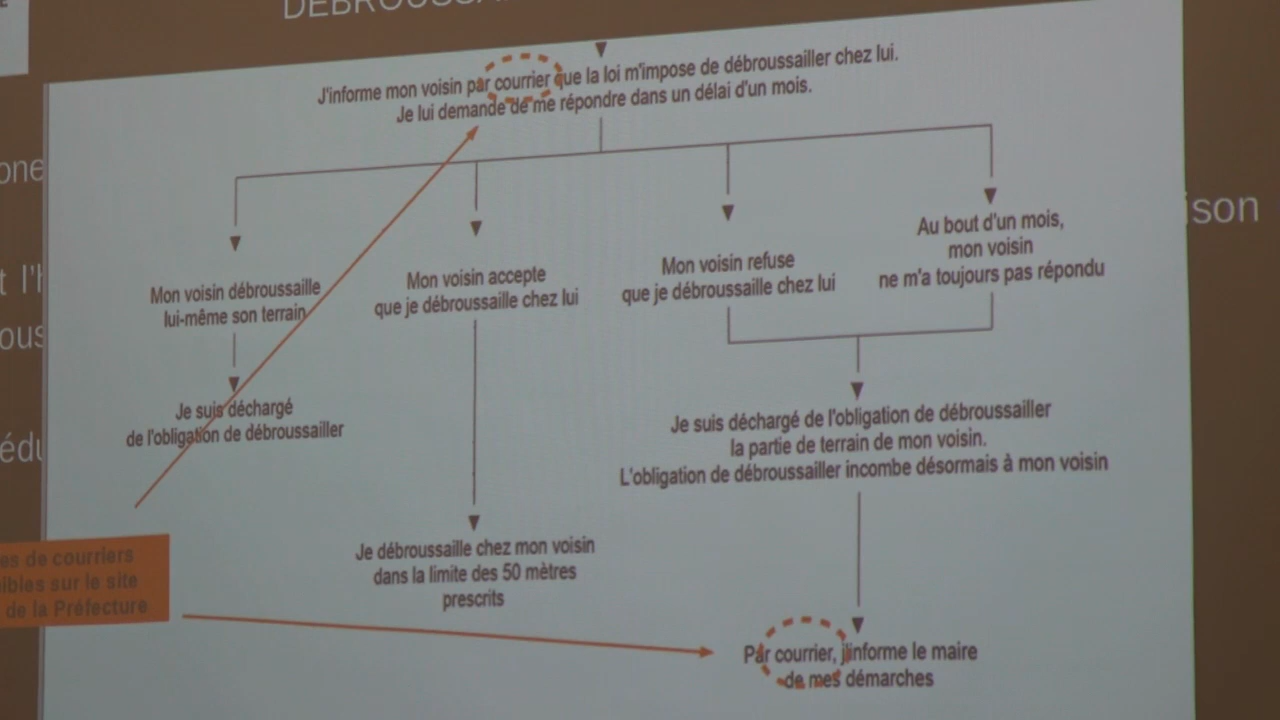 J'informe mon voisin par courrier que la loi m'impose de débroussailler chez lui.
Je lui demande de me répondre dans un délai d'un mois.
Mon voisin débroussaille
lui-même son terrain
Mon voisin accepte
que je débroussaille chez lui
Mon voisin refuse
que je débroussaille chez lui
Au bout d'un mois,
mon voisin
ne m'a toujours pas répondu
Je suis déchargé
de l'obligation de débroussailler
Je suis déchargé de l'obligation de débroussailler
la partie de terrain de mon voisin.
L'obligation de débroussailler incombe désormais à mon voisin
Je débroussaille chez mon voisin
dans la limite des 50 mètres
prescrits
es de courriers
ibles sur le site
de la Préfecture
Par courrier, j'informe le maire
de mes démarches